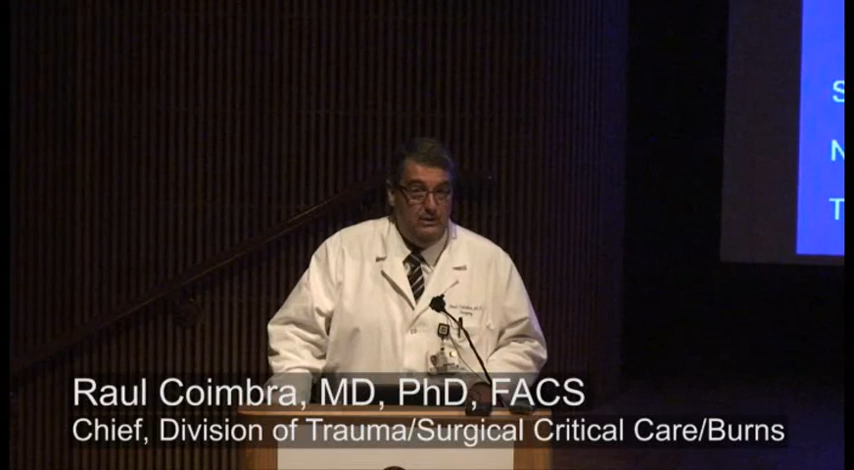 Raul Coimbra, MD, PhD, FACS
Chief, Division of Trauma/Surgical Critical Care/Burns
S
N
T